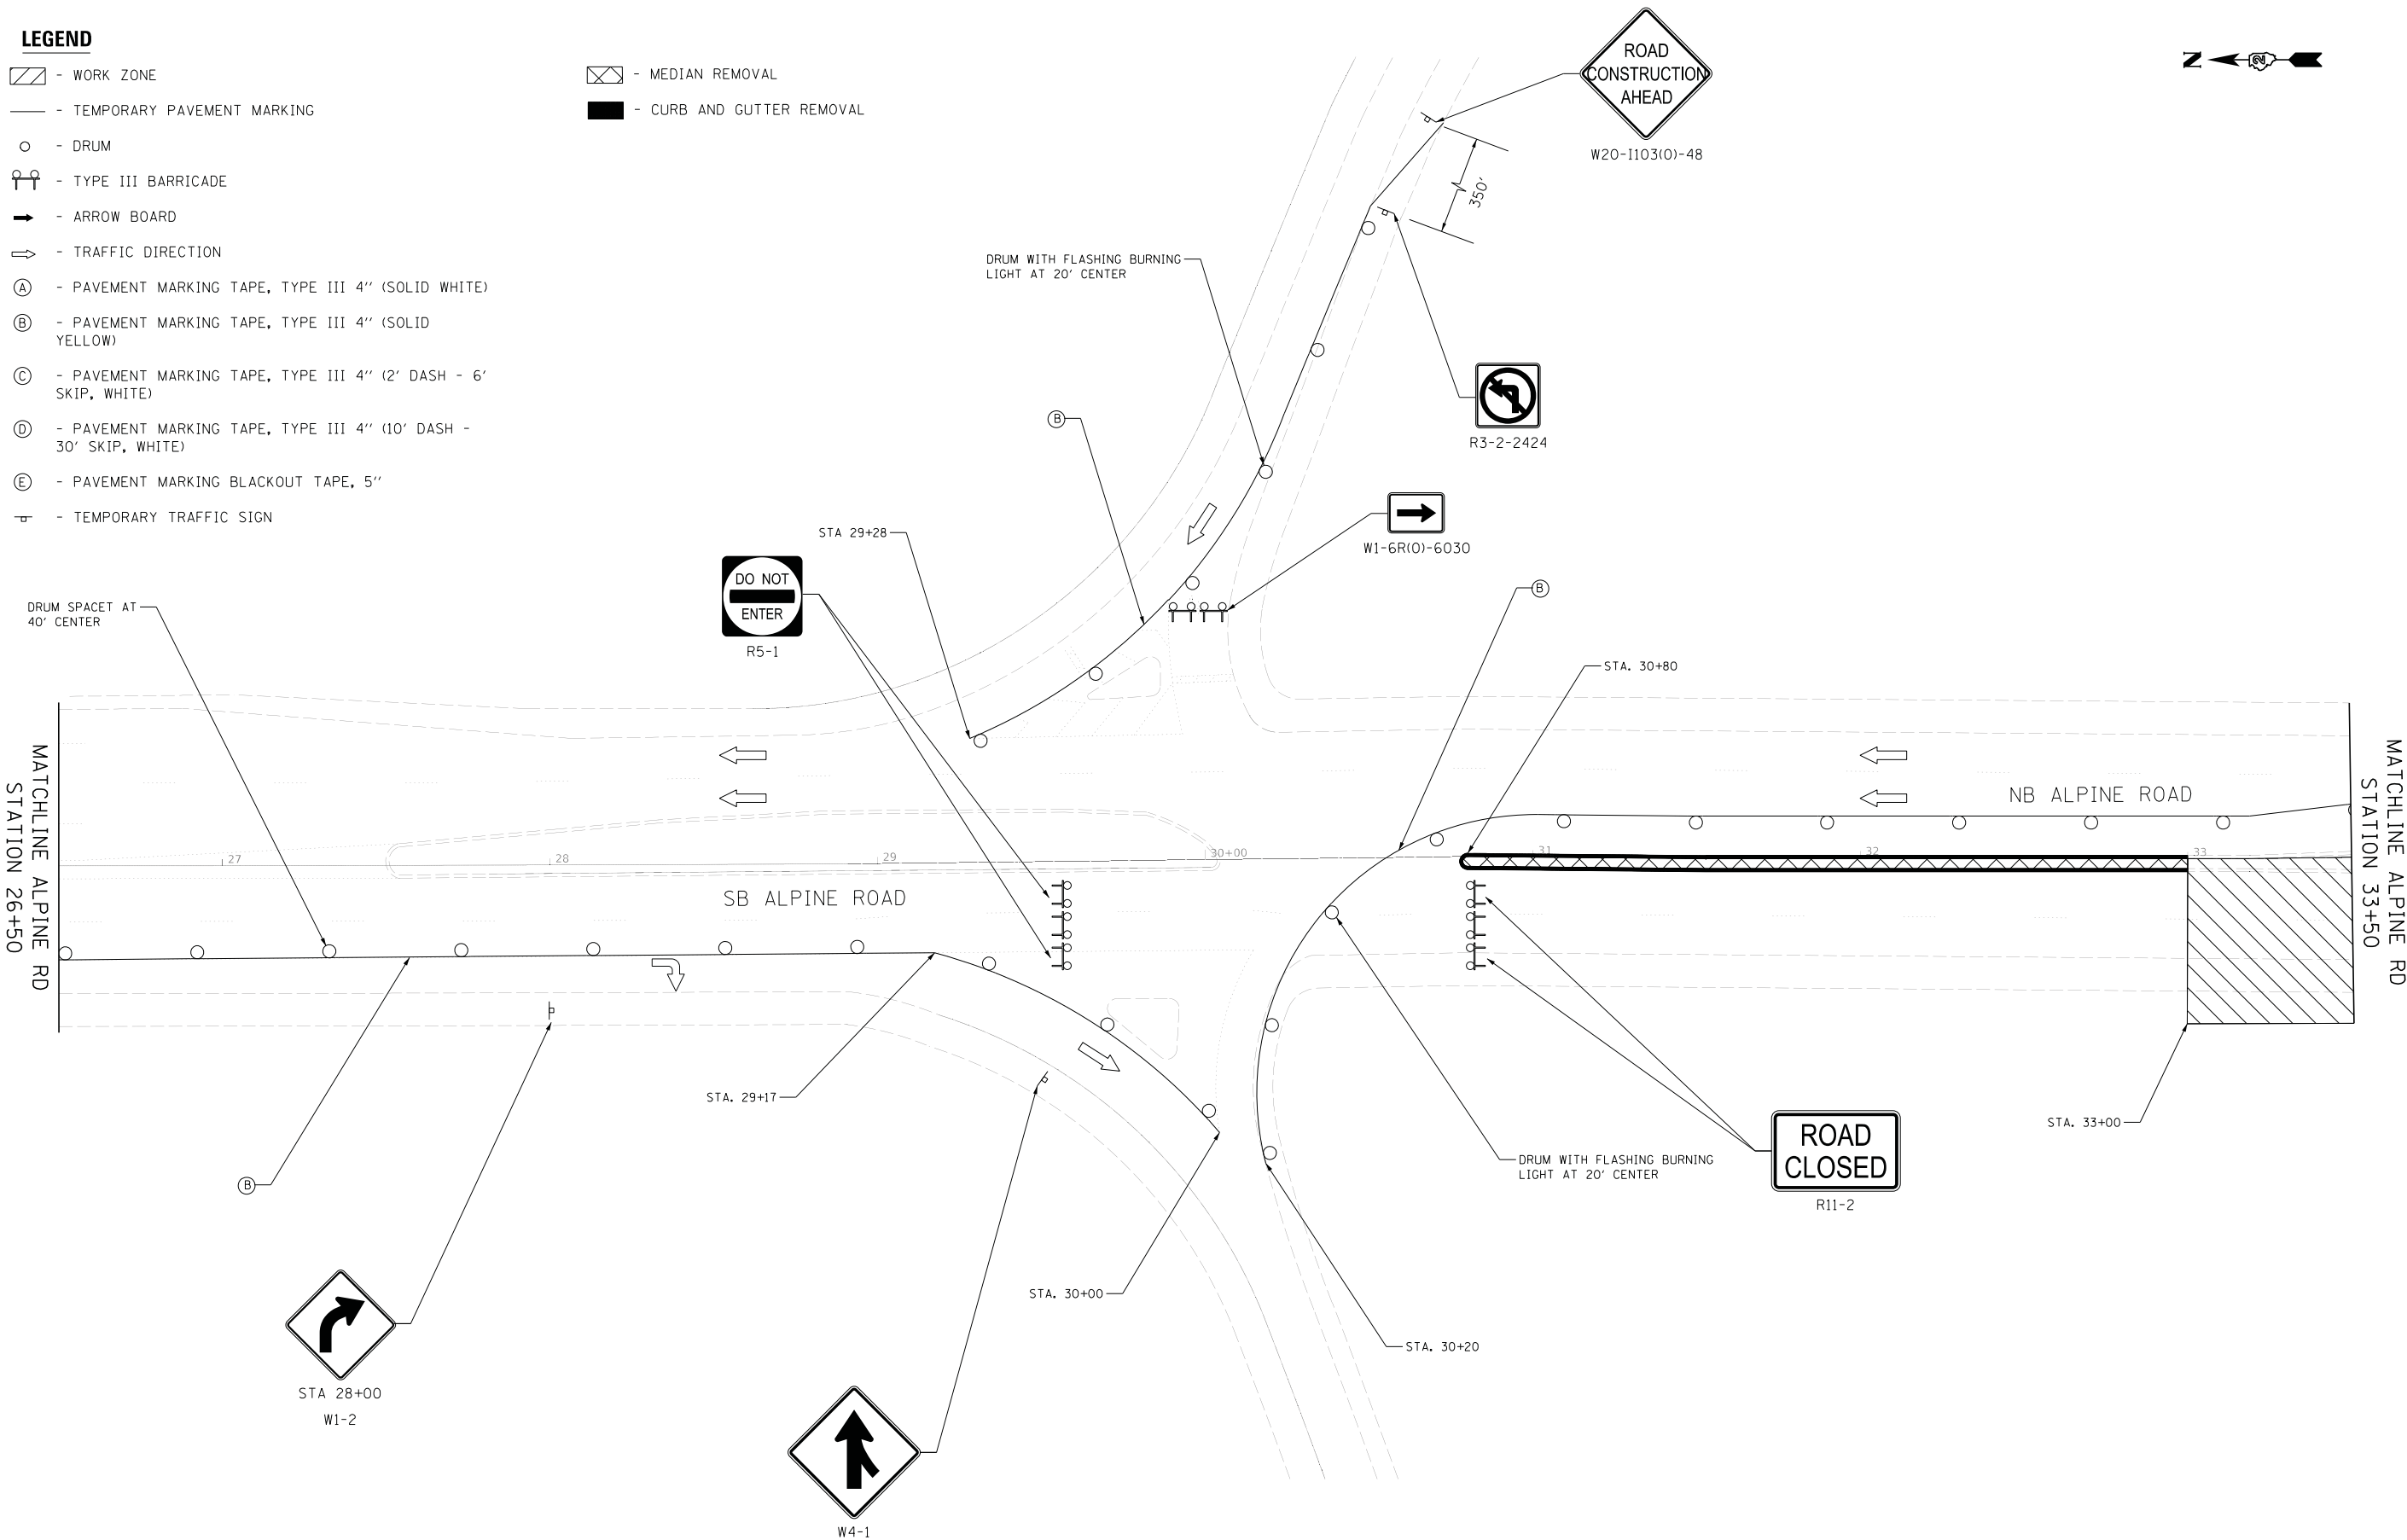 LEGEND
- WORK ZONE
- TEMPORARY PAVEMENT MARKING
- DRUM
- TYPE III BARRICADE
- ARROW BOARD
- TRAFFIC DIRECTION
A - PAVEMENT MARKING TAPE, TYPE III 4'' (SOLID WHITE)
B - PAVEMENT MARKING TAPE, TYPE III 4'' (SOLID
YELLOW)
C - PAVEMENT MARKING TAPE, TYPE III 4'' (2' DASH - 6'
SKIP, WHITE)
D - PAVEMENT MARKING TAPE, TYPE III 4'' (10' DASH -
30' SKIP, WHITE)
E - PAVEMENT MARKING BLACKOUT TAPE, 5''
- TEMPORARY TRAFFIC SIGN
- MEDIAN REMOVAL
- CURB AND GUTTER REMOVAL
ROAD
CONSTRUCTION
AHEAD
W20-I103(O)-48
N
350'
DRUM WITH FLASHING BURNING
LIGHT AT 20' CENTER
R3-2-2424
B
W1-6R(O)-6030
STA 29+28
DO NOT
ENTER
R5-1
B
DRUM SPACET AT
40' CENTER
STA. 30+80
MATCHLINE ALPINE RD
STATION 26+50
MATCHLINE ALPINE RD
STATION 33+50
NB ALPINE ROAD
27
28
29
30+00
31
32
33
SB ALPINE ROAD
STA. 29+17
B
STA. 33+00
ROAD
CLOSED
R11-2
DRUM WITH FLASHING BURNING
LIGHT AT 20' CENTER
STA. 30+00
STA. 30+20
STA 28+00
W1-2
W4-1